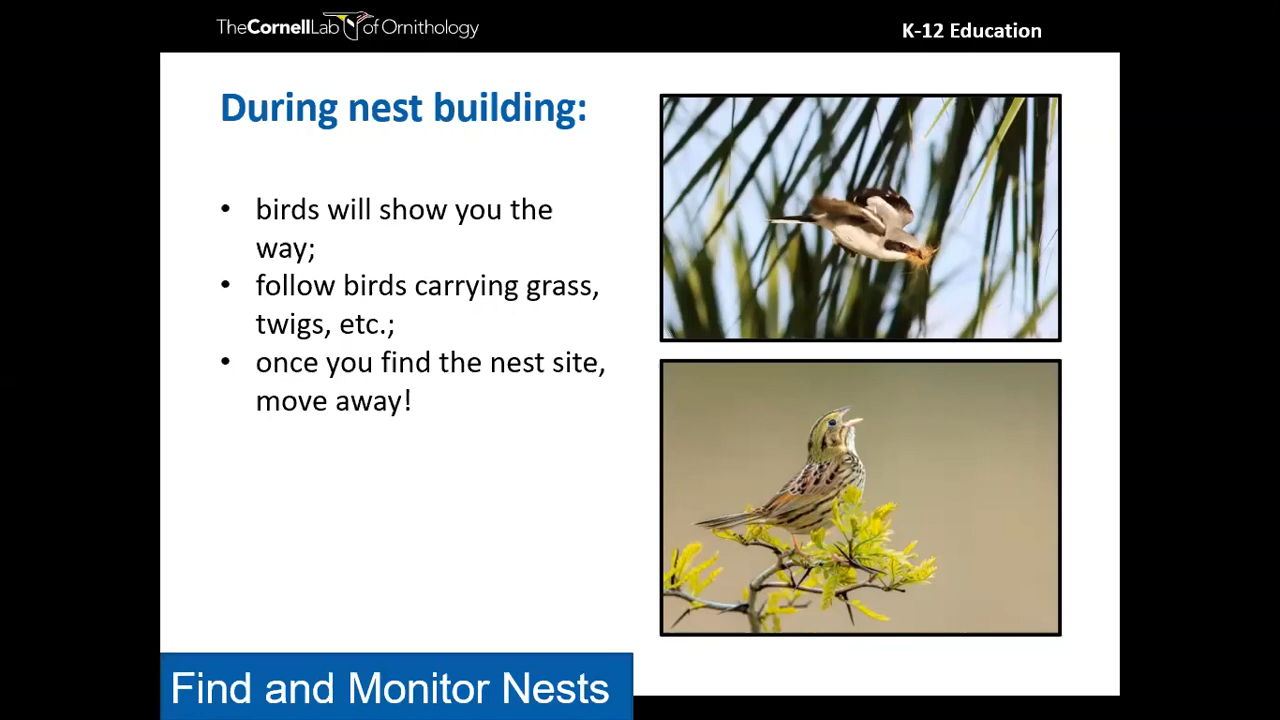 TheCornellLab of Ornithology
K-12 Education
During nest building:
• birds will show you the
way;
• follow birds carrying grass,
twigs, etc.;
• once you find the nest site,
move away!
Find and Monitor Nests